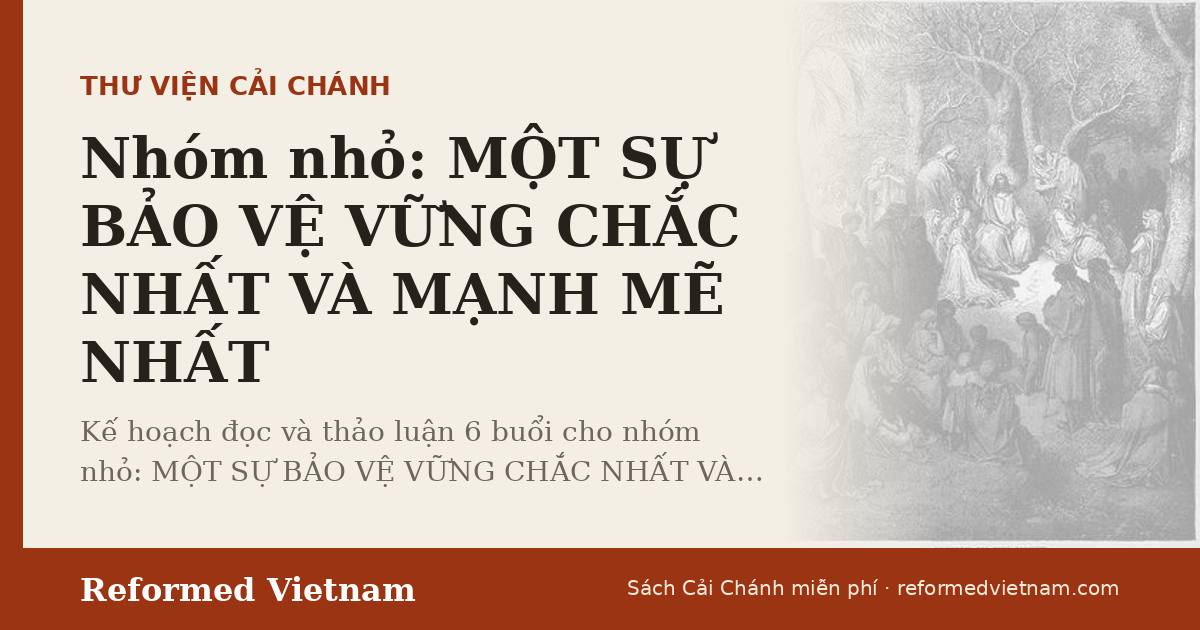 THƯ VIỆN CẢI CHÁNH
Nhóm nhỏ: MỘT SỰ
BẢO VỆ VỮNG CHẮC
NHẤT VÀ MẠNH MẼ
NHẤT
Kế hoạch đọc và thảo luận 6 buổi cho nhóm
nhỏ: MỘT SỰ BẢO VỆ VỮNG CHẮC NHẤT VÀ…
Reformed Vietnam
Sách Cải Chánh miễn phí · reformedvietnam.com